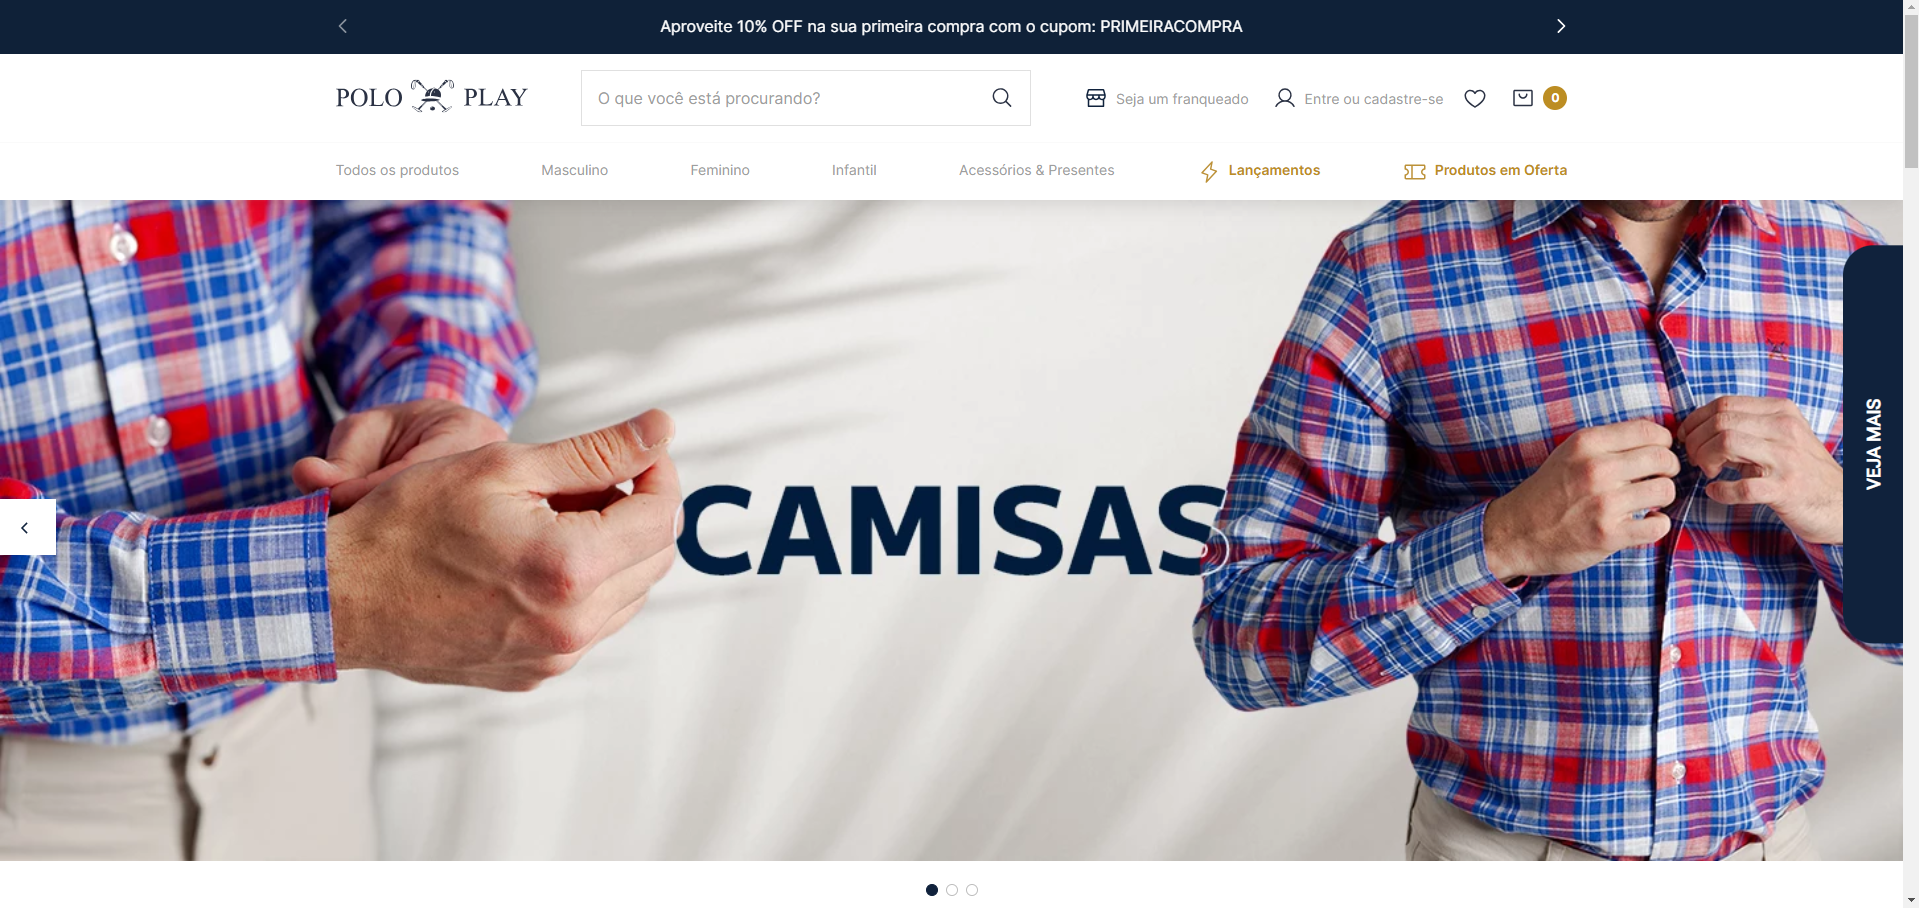 Aproveite 10% OFF na sua primeira compra com o cupom: PRIMEIRACOMPRA
POLO PLAY
O que você está procurando?
Seja um franqueado
Entre ou cadastre-se
0
Todos os produtos
Masculino
Feminino
Infantil
Acessórios & Presentes
Lançamentos
Produtos em Oferta
CAMISAS
VEJA MAIS